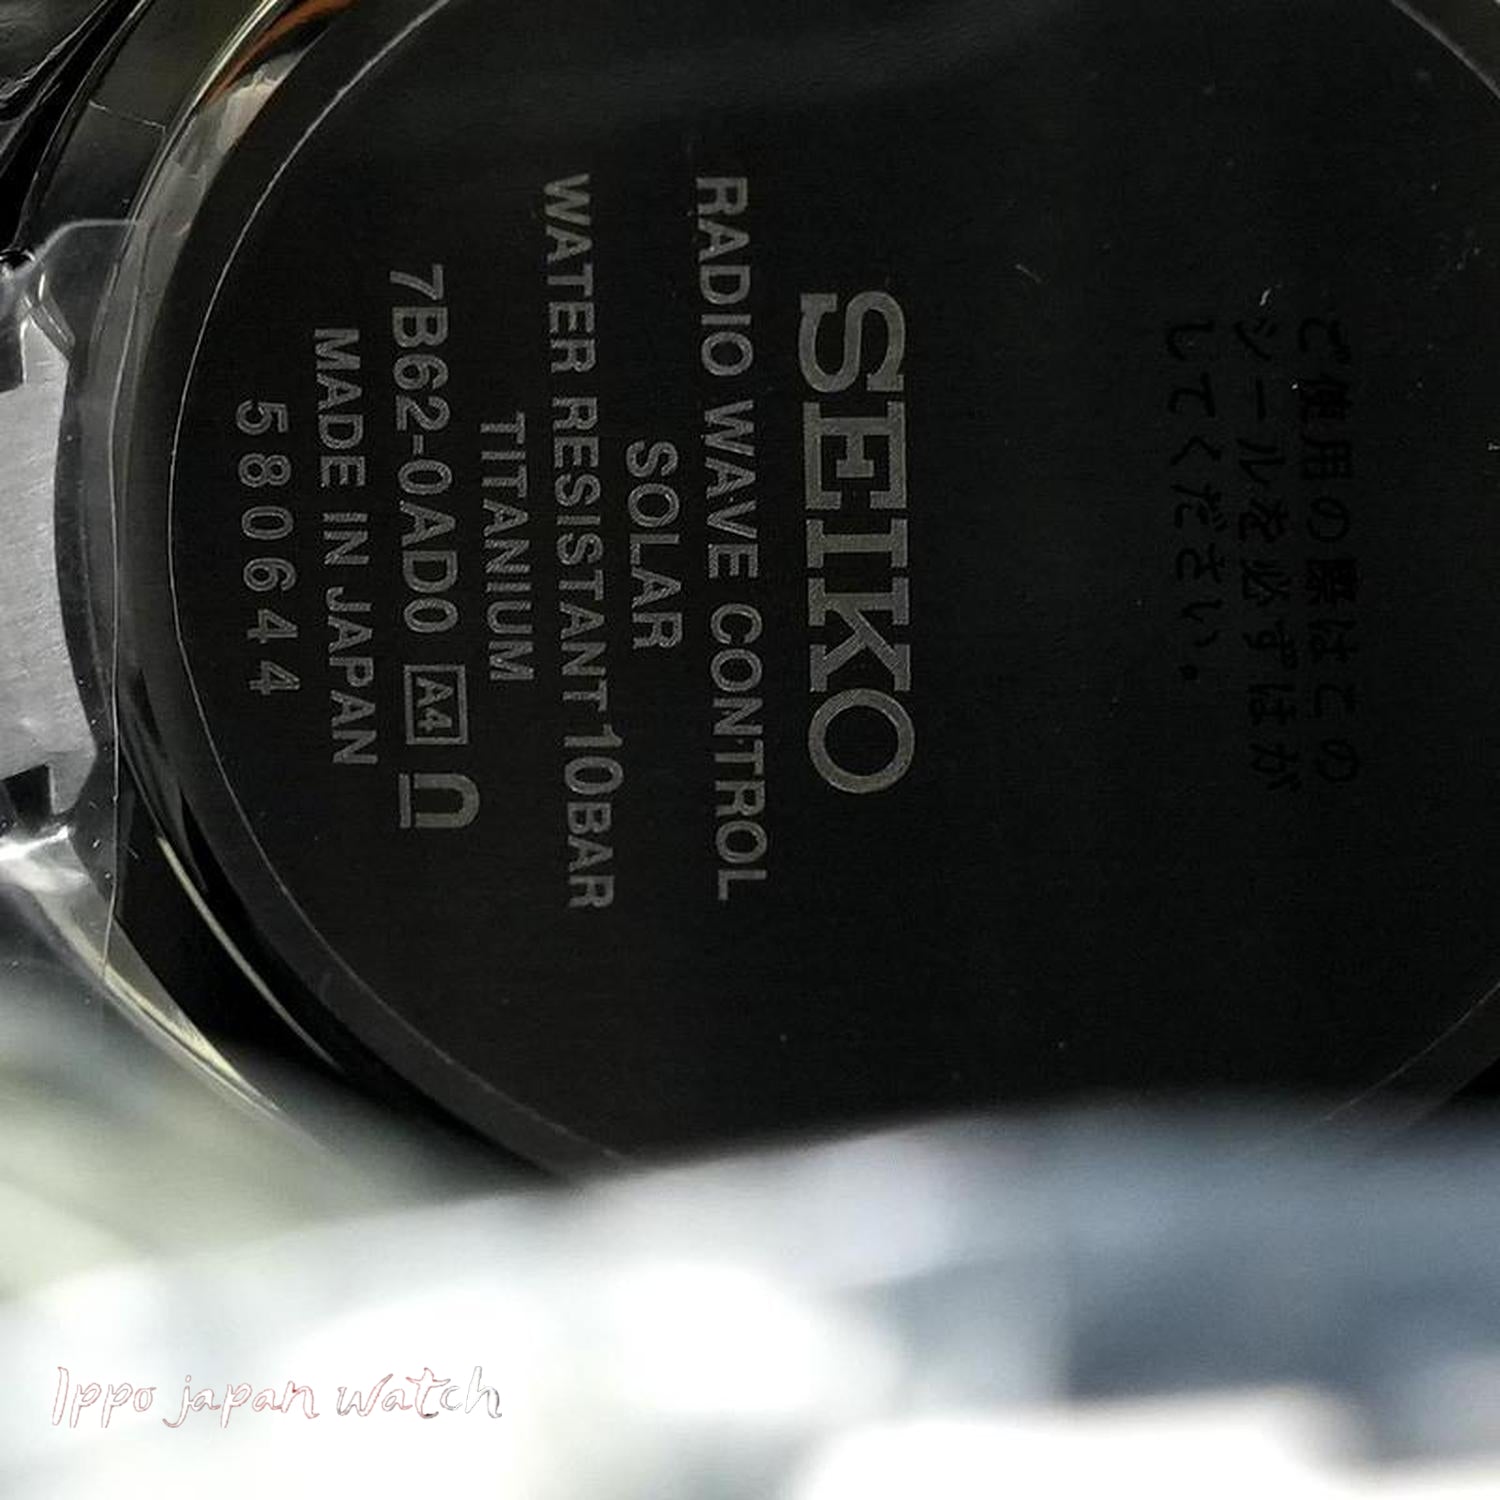 ご使用の際はこの
シールを必ずはが
してください。
SEIKO
RADIO WAVE CONTROL
SOLAR
WATER RESISTANT 10BAR
TITANIUM
7B62-0AD0 A4
MADE IN JAPAN
580644
Ippo japan watch